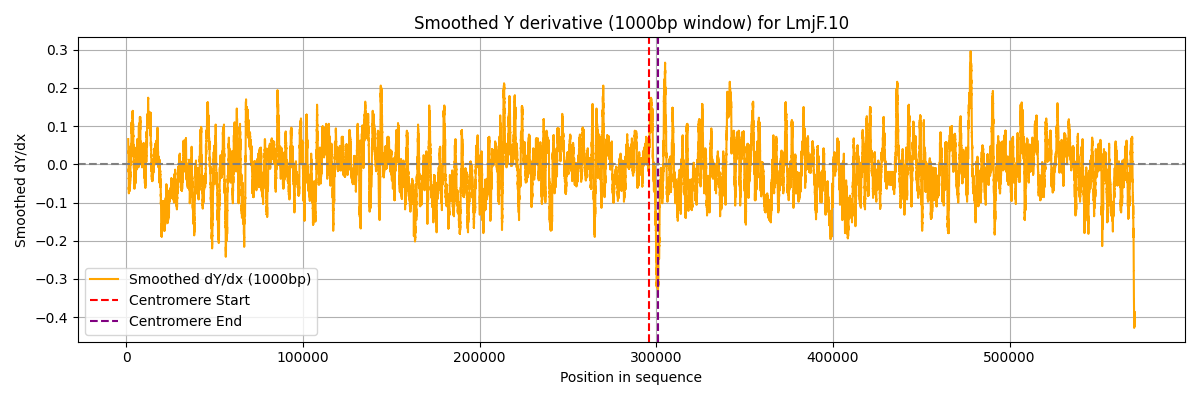 Smoothed Y derivative (1000bp window) for LmjF.10
Smoothed dY/dx
0.3
0.2
0.1
0.0
−0.1
−0.2
−0.3
−0.4
Smoothed dY/dx (1000bp)
Centromere Start
Centromere End
0
100000
200000
300000
400000
500000
Position in sequence